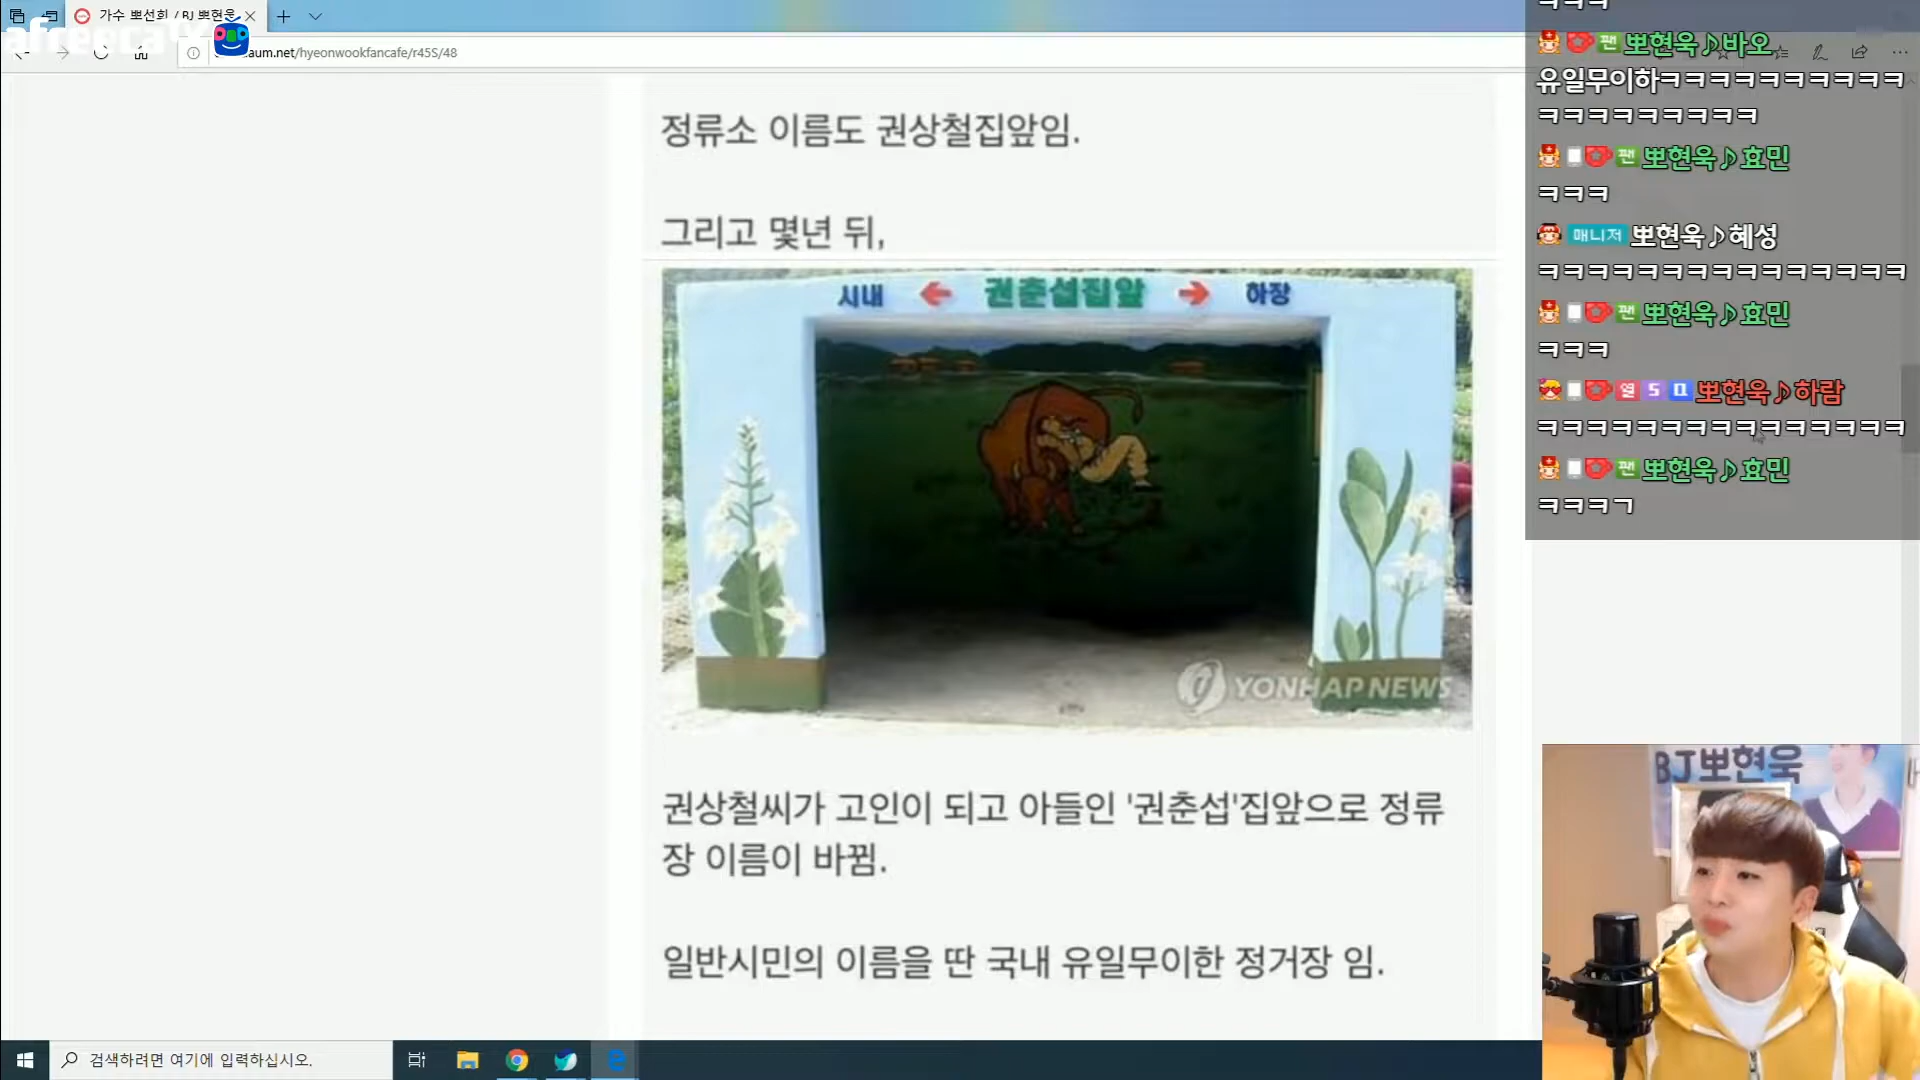 가수 뽀선희 / BJ 뽀현욱
afreecaTV
aum.net/hyeonwookfancafe/r45S/48
정류소 이름도 권상철집앞임.
그리고 몇년 뒤,
시내 ← 권춘섭집앞 → 하장
YONHAP NEWS
권상철씨가 고인이 되고 아들인 '권춘섭'집앞으로 정류
장 이름이 바뀜.
일반시민의 이름을 딴 국내 유일무이한 정거장 임.
ㅋㅋㅋ
팬 뽀현욱♪바오
유일무이하ㅋㅋㅋㅋㅋㅋㅋㅋㅋㅋ
ㅋㅋㅋㅋㅋㅋㅋㅋㅋ
팬 뽀현욱♪효민
ㅋㅋㅋ
매니저 뽀현욱♪혜성
ㅋㅋㅋㅋㅋㅋㅋㅋㅋㅋㅋㅋㅋㅋㅋ
팬 뽀현욱♪효민
ㅋㅋㅋ
열 5 뽀현욱♪하람
ㅋㅋㅋㅋㅋㅋㅋㅋㅋㅋㅋㅋㅋㅋㅋ
팬 뽀현욱♪효민
ㅋㅋㅋㄱ
BJ뽀현욱
검색하려면 여기에 입력하십시오.